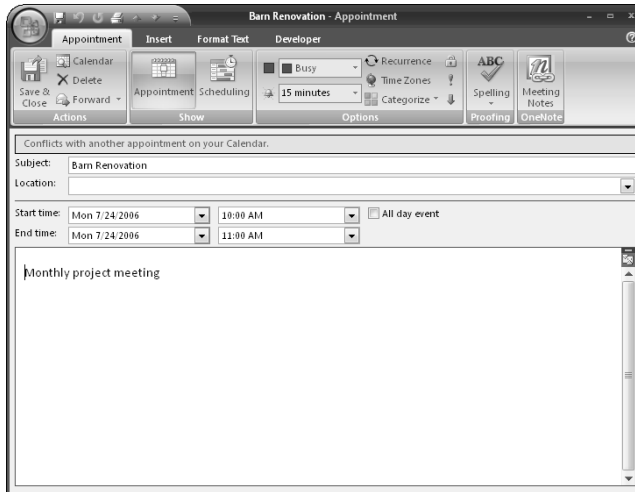 Barn Renovation - Appointment
Appointment Insert Format Text Developer
Save & Close
Calendar
Delete
Forward
Actions
Appointment Scheduling
Show
Busy
15 minutes
Recurrence
Time Zones
Categorize
Options
ABC
Spelling
Proofing
Meeting Notes
OneNote
Conflicts with another appointment on your Calendar.
Subject: Barn Renovation
Location:
Start time: Mon 7/24/2006 10:00 AM All day event
End time: Mon 7/24/2006 11:00 AM
Monthly project meeting